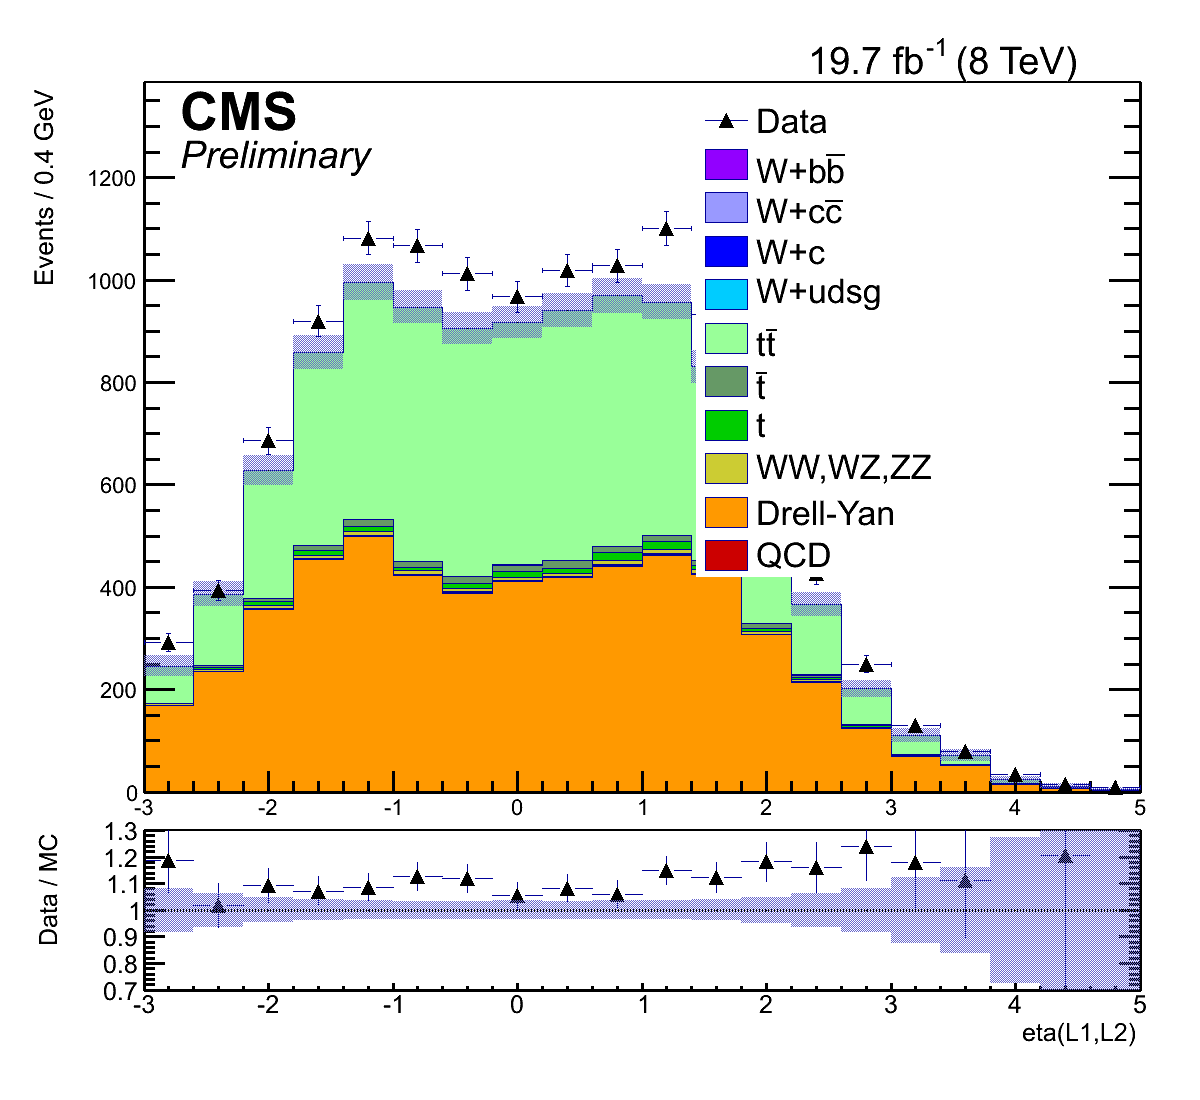 19.7 fb⁻¹ (8 TeV)
CMS
Preliminary
Events / 0.4 GeV
1200
1000
800
600
400
200
0
-3 -2 -1 0 1 2 3 4 5
Data
W+bb̅
W+cc̅
W+c
W+udsg
tt̅
t̅
t
WW,WZ,ZZ
Drell-Yan
QCD
Data / MC
1.3
1.2
1.1
1
0.9
0.8
0.7
-3 -2 -1 0 1 2 3 4 5
eta(L1,L2)